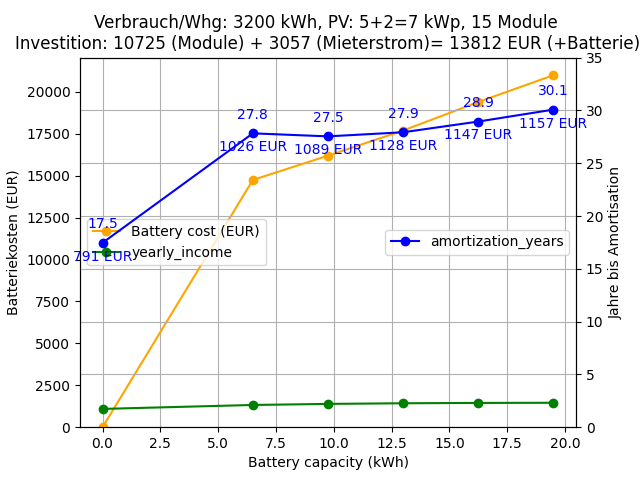 Verbrauch/Whg: 3200 kWh, PV: 5+2=7 kWp, 15 Module
Investition: 10725 (Module) + 3057 (Mieterstrom)= 13812 EUR (+Batterie)
35
30
25
20
15
10
5
0
20000
17500
15000
12500
10000
7500
5000
2500
0
17.5
27.8
27.5
27.9
28.9
30.1
791 EUR
1026 EUR
1089 EUR
1128 EUR
1147 EUR
1157 EUR
Battery cost (EUR)
yearly_income
amortization_years
Batteriekosten (EUR)
Jahre bis Amortisation
0.0 2.5 5.0 7.5 10.0 12.5 15.0 17.5 20.0
Battery capacity (kWh)